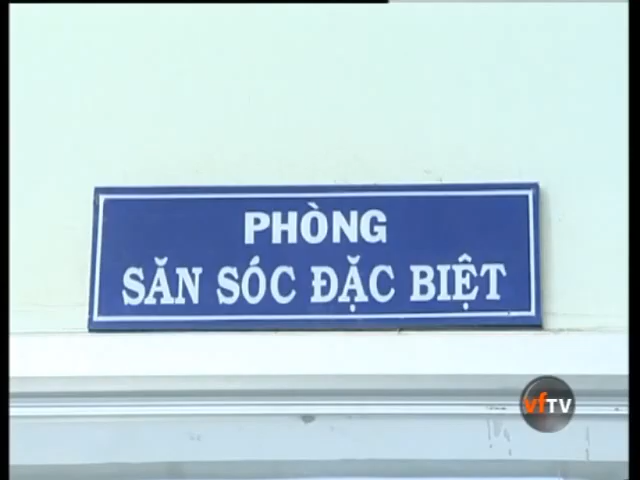 PHÒNG
SĂN SÓC ĐẶC BIỆT
vfTV